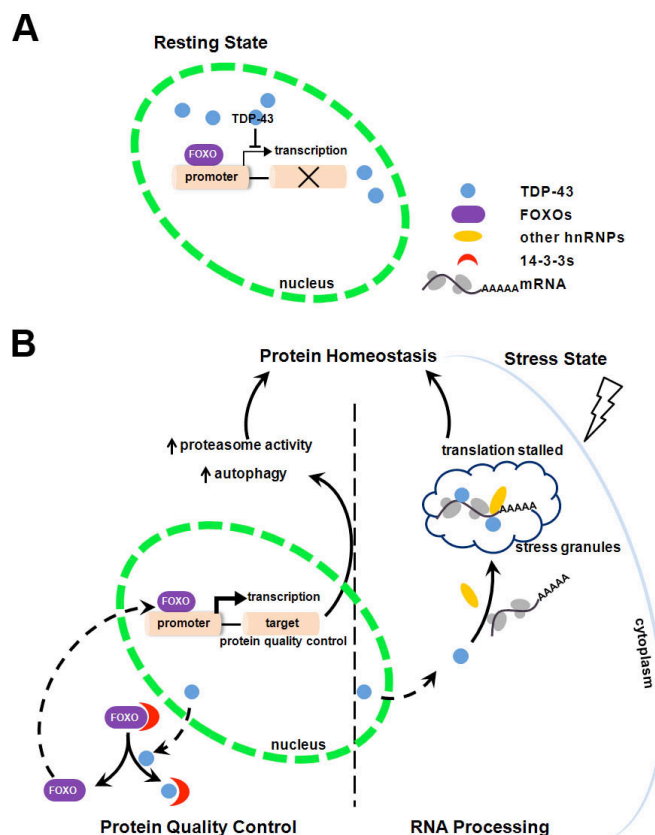 A
Resting State
TDP-43
FOXO
transcription
promoter
nucleus
TDP-43
FOXOs
other hnRNPs
14-3-3s
AAAAA mRNA
B
Protein Homeostasis
Stress State
proteasome activity
autophagy
translation stalled
AAAAA
stress granules
FOXO
transcription
promoter
target
protein quality control
AAAAA
cytoplasm
nucleus
FOXO
FOXO
Protein Quality Control
RNA Processing